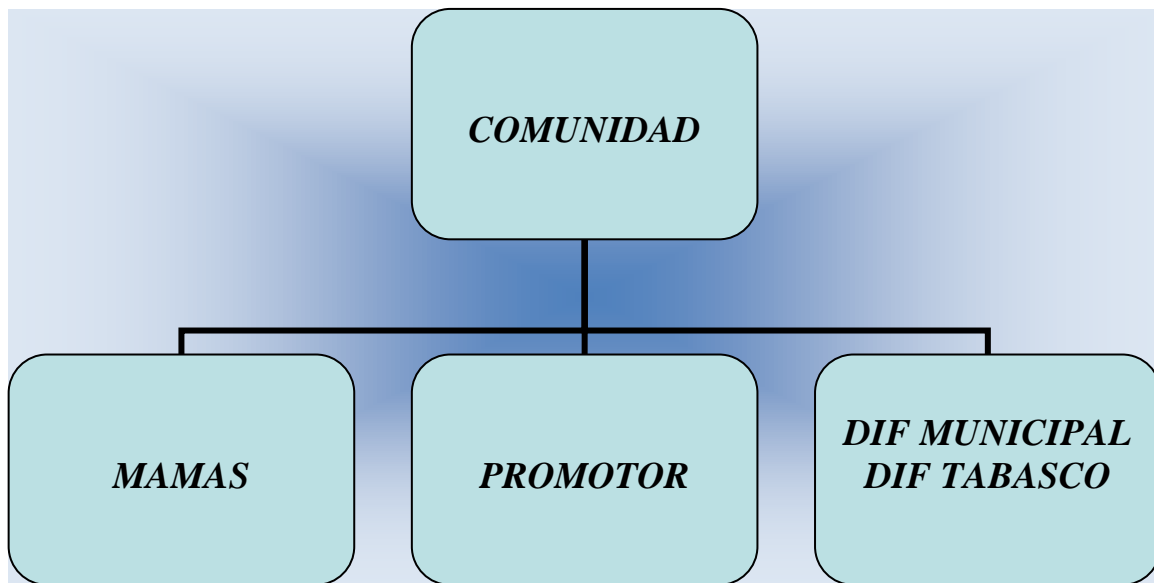 COMUNIDAD
MAMAS
PROMOTOR
DIF MUNICIPAL
DIF TABASCO